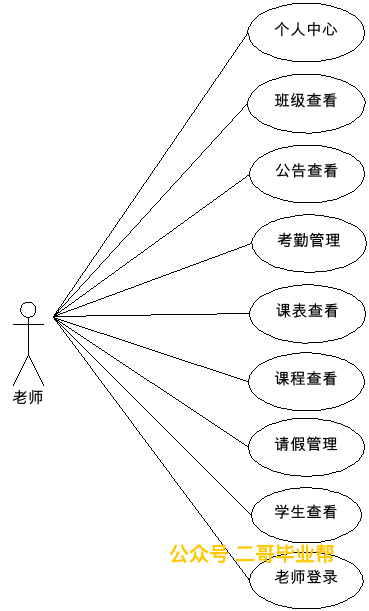 个人中心
班级查看
公告查看
考勤管理
课表查看
老师
课程查看
请假管理
学生查看
公众号 二哥毕业帮
老师登录